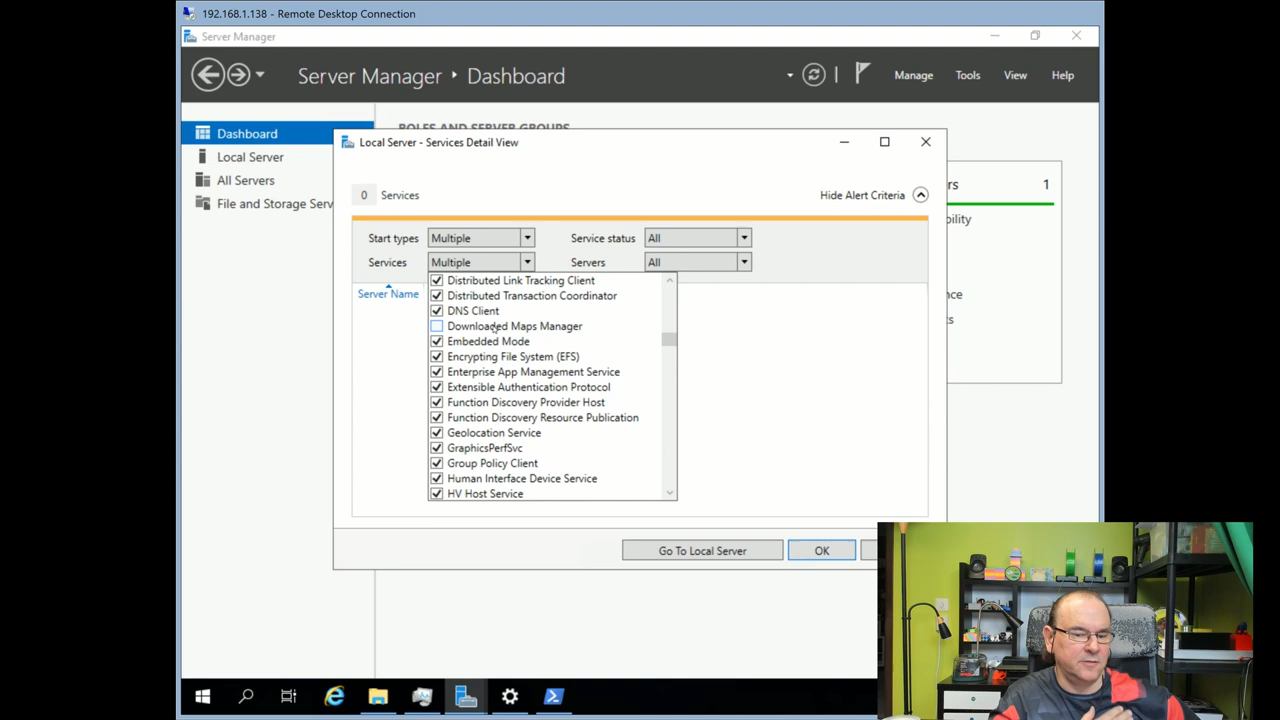 192.168.1.138 - Remote Desktop Connection
Server Manager
Server Manager ‣ Dashboard
Manage Tools View Help
Dashboard
Local Server
All Servers
File and Storage Serv
ROLES AND SERVER GROUPS
Local Server - Services Detail View
0 Services
Hide Alert Criteria
Start types Multiple
Service status All
Services Multiple
Servers All
Server Name
Distributed Link Tracking Client
Distributed Transaction Coordinator
DNS Client
Downloaded Maps Manager
Embedded Mode
Encrypting File System (EFS)
Enterprise App Management Service
Extensible Authentication Protocol
Function Discovery Provider Host
Function Discovery Resource Publication
Geolocation Service
GraphicsPerfSvc
Group Policy Client
Human Interface Device Service
HV Host Service
Go To Local Server
OK
rs 1
bility
nce
s